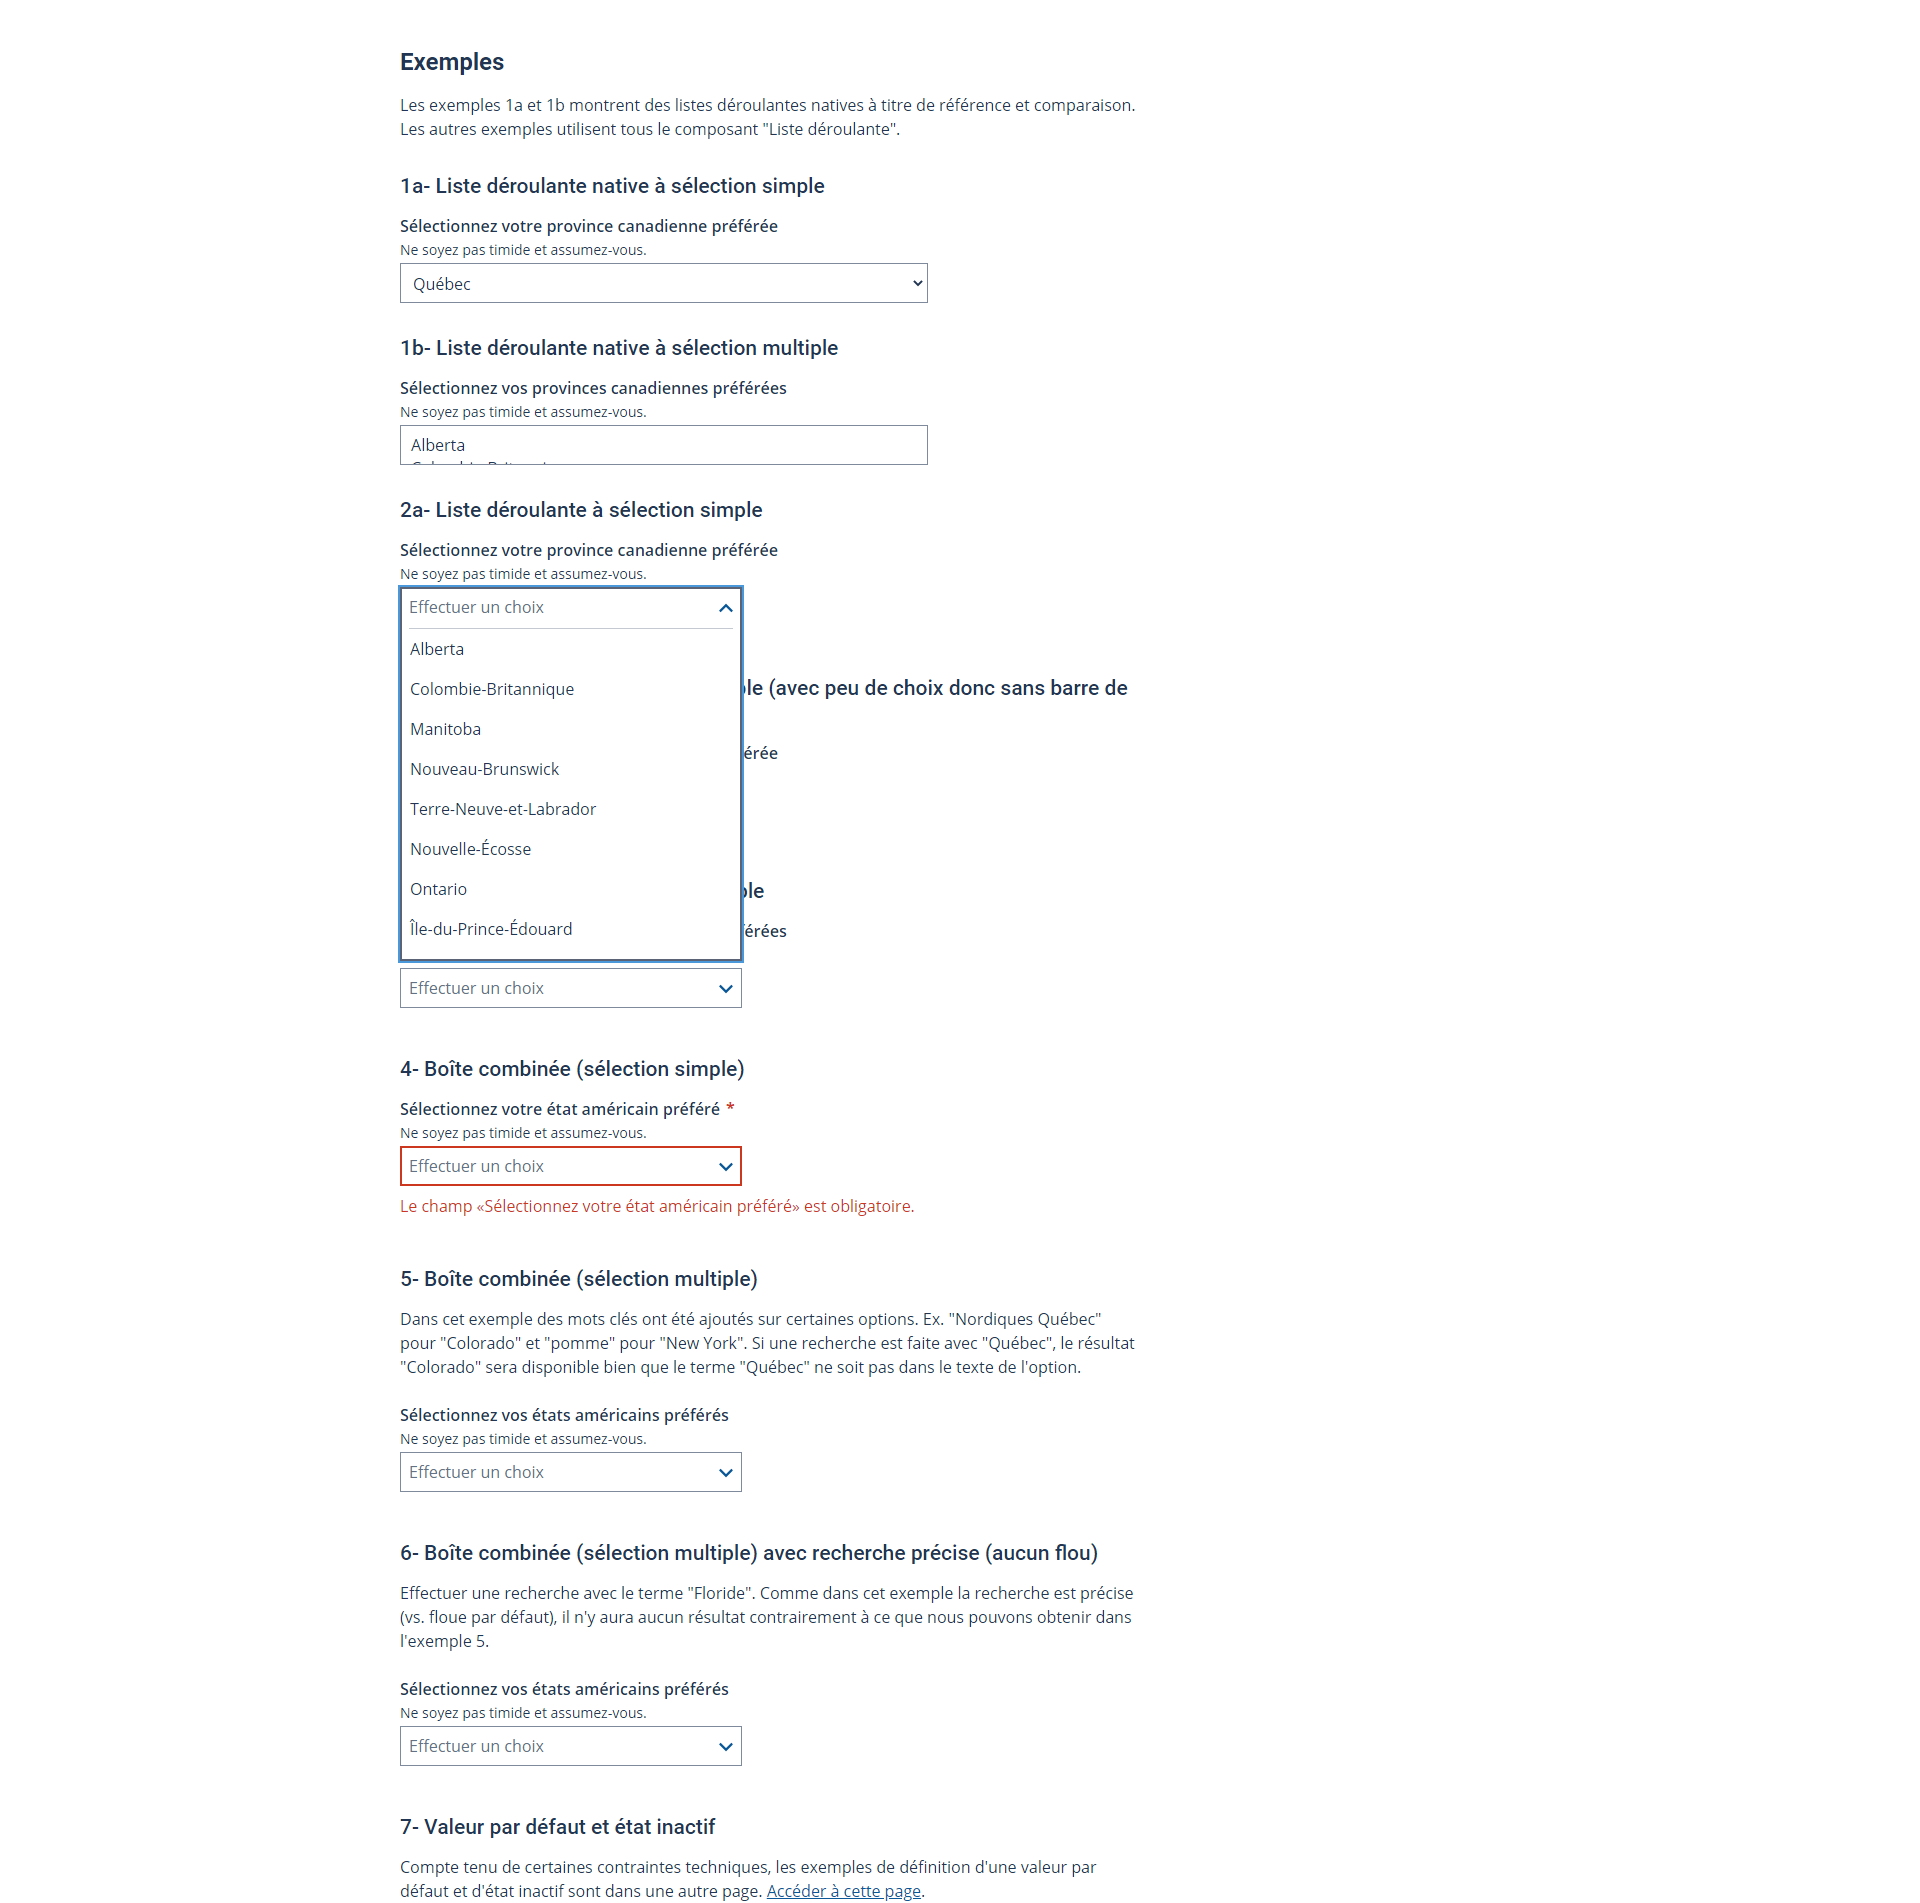 Exemples
Les exemples 1a et 1b montrent des listes déroulantes natives à titre de référence et comparaison.
Les autres exemples utilisent tous le composant "Liste déroulante".
1a- Liste déroulante native à sélection simple
Sélectionnez votre province canadienne préférée
Ne soyez pas timide et assumez-vous.
Québec
1b- Liste déroulante native à sélection multiple
Sélectionnez vos provinces canadiennes préférées
Ne soyez pas timide et assumez-vous.
Alberta
2a- Liste déroulante à sélection simple
Sélectionnez votre province canadienne préférée
Ne soyez pas timide et assumez-vous.
Effectuer un choix
Alberta
Colombie-Britannique
(avec peu de choix donc sans barre de
Manitoba
Nouveau-Brunswick
Terre-Neuve-et-Labrador
Nouvelle-Écosse
Ontario
Île-du-Prince-Édouard
Effectuer un choix
4- Boîte combinée (sélection simple)
Sélectionnez votre état américain préféré *
Ne soyez pas timide et assumez-vous.
Effectuer un choix
Le champ «Sélectionnez votre état américain préféré» est obligatoire.
5- Boîte combinée (sélection multiple)
Dans cet exemple des mots clés ont été ajoutés sur certaines options. Ex. "Nordiques Québec"
pour "Colorado" et "pomme" pour "New York". Si une recherche est faite avec "Québec", le résultat
"Colorado" sera disponible bien que le terme "Québec" ne soit pas dans le texte de l'option.
Sélectionnez vos états américains préférés
Ne soyez pas timide et assumez-vous.
Effectuer un choix
6- Boîte combinée (sélection multiple) avec recherche précise (aucun flou)
Effectuer une recherche avec le terme "Floride". Comme dans cet exemple la recherche est précise
(vs. floue par défaut), il n'y aura aucun résultat contrairement à ce que nous pouvons obtenir dans
l'exemple 5.
Sélectionnez vos états américains préférés
Ne soyez pas timide et assumez-vous.
Effectuer un choix
7- Valeur par défaut et état inactif
Compte tenu de certaines contraintes techniques, les exemples de définition d'une valeur par
défaut et d'état inactif sont dans une autre page. Accéder à cette page.